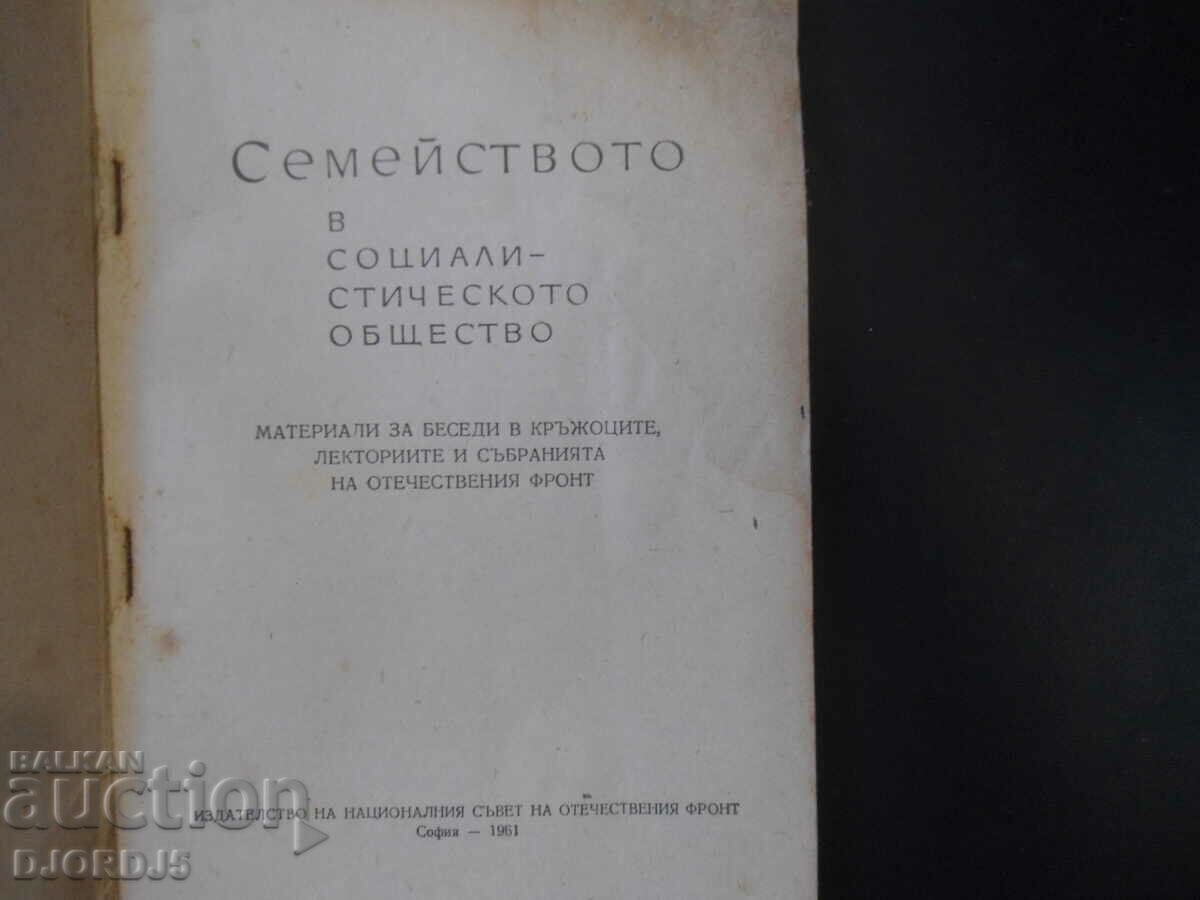 Семейството
в
социали-
стическото
общество
МАТЕРИАЛИ ЗА БЕСЕДИ В КРЪЖОЦИТЕ,
ЛЕКТОРИИТЕ И СЪБРАНИЯТА
НА ОТЕЧЕСТВЕНИЯ ФРОНТ
ИЗДАТЕЛСТВО НА НАЦИОНАЛНИЯ СЪВЕТ НА ОТЕЧЕСТВЕНИЯ ФРОНТ
София — 1961
BALKAN
auction
DJORDJ5